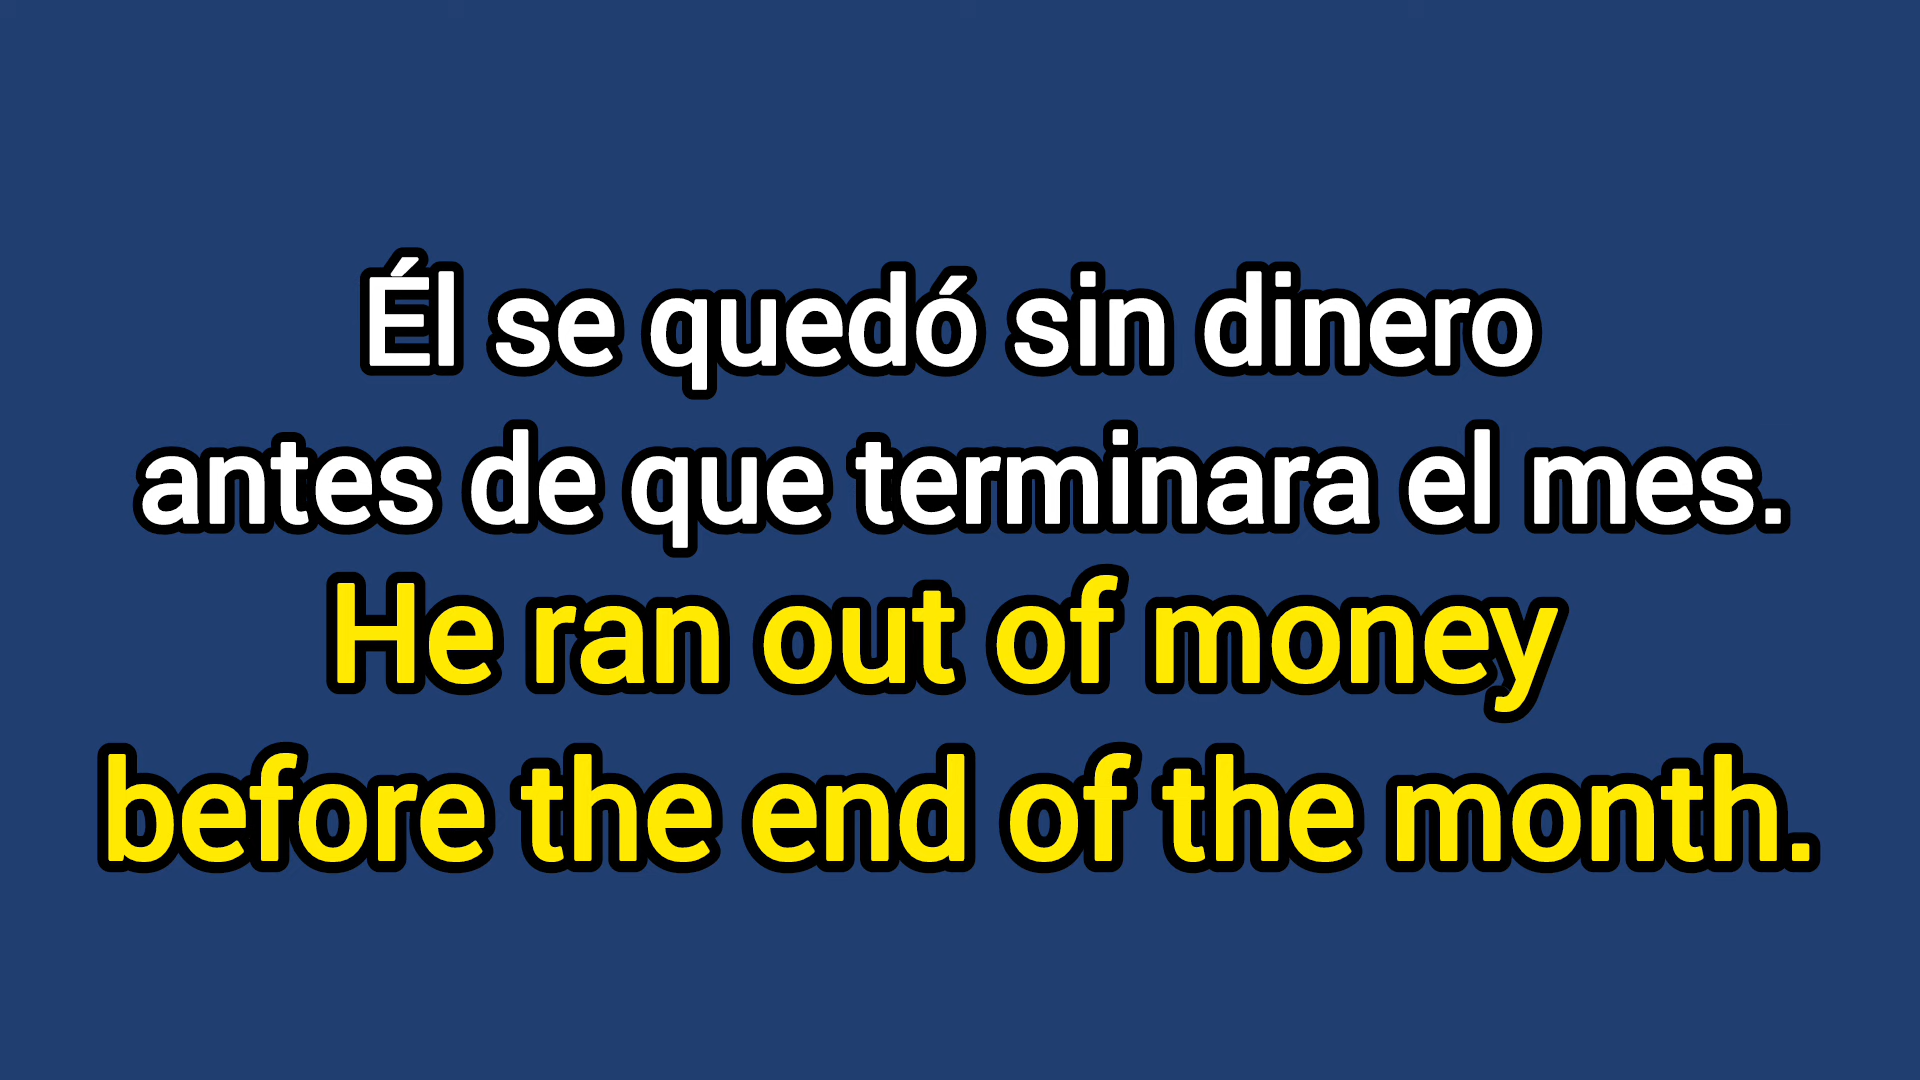 Él se quedó sin dinero
antes de que terminara el mes.
He ran out of money
before the end of the month.